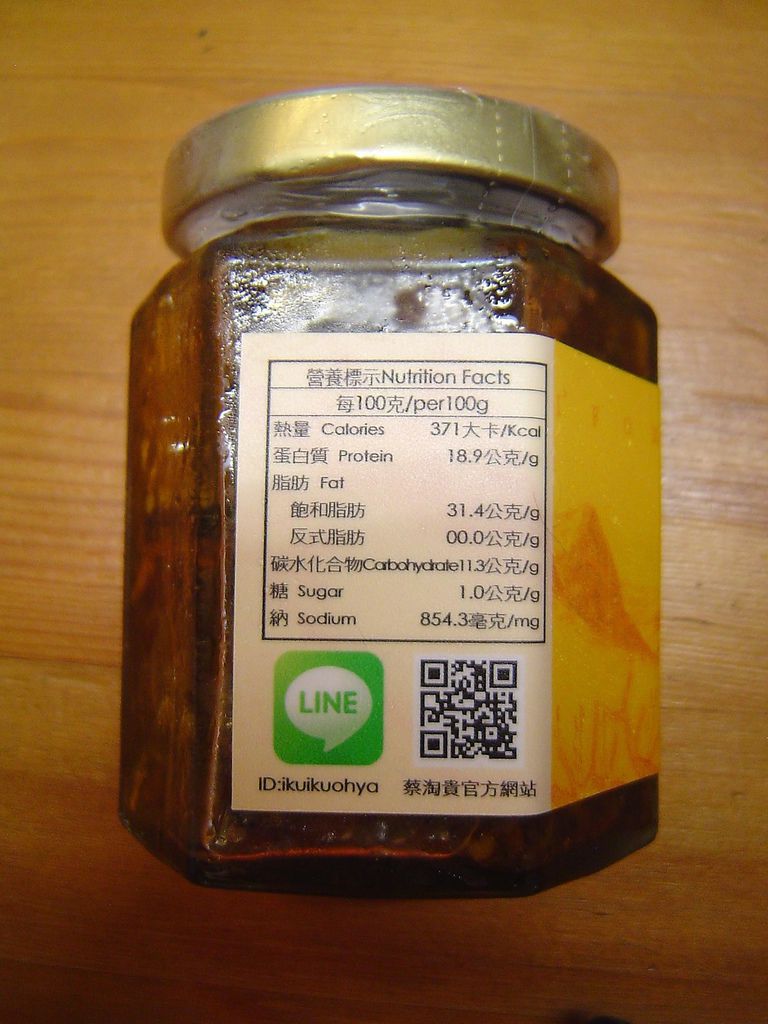 營養標示Nutrition Facts
每100克/per100g
熱量 Calories 371大卡/Kcal
蛋白質 Protein 18.9公克/g
脂肪 Fat
飽和脂肪 31.4公克/g
反式脂肪 00.0公克/g
碳水化合物Carbohydrate11.3公克/g
糖 Sugar 1.0公克/g
納 Sodium 854.3毫克/mg
LINE
ID:ikuikuohya 蔡淘貴官方網站